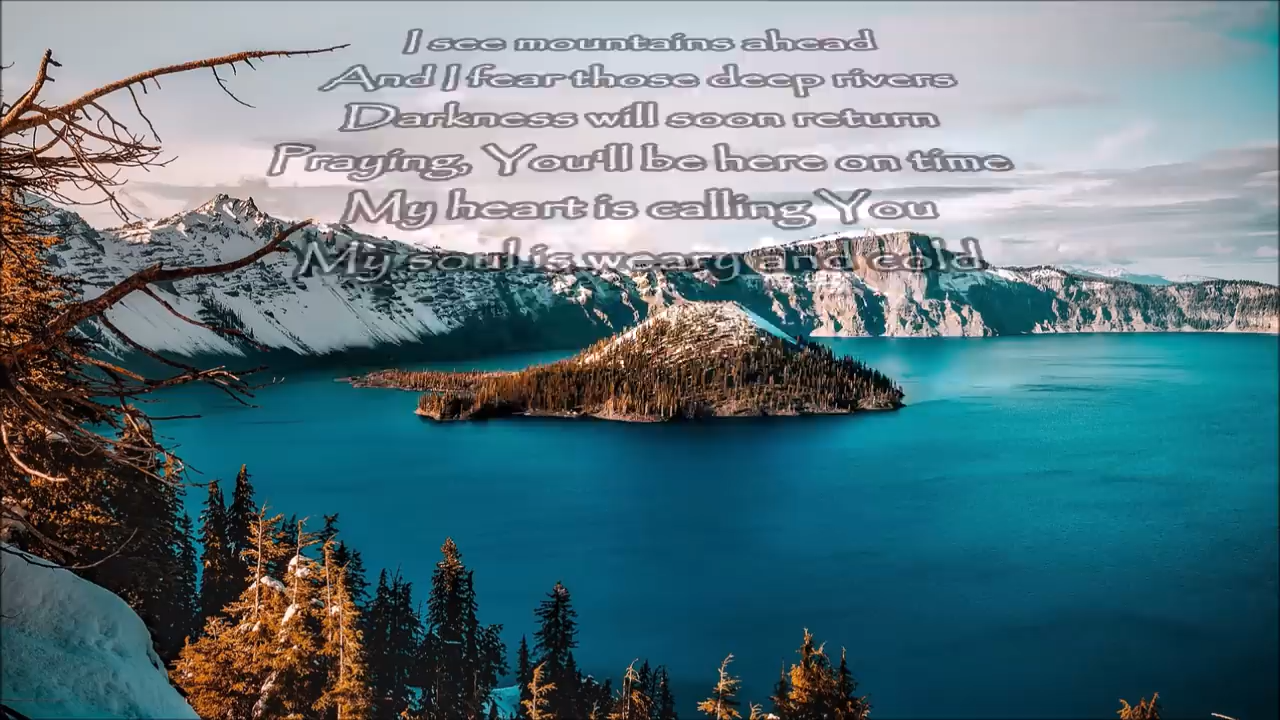 I see mountains ahead
And I fear those deep rivers
Darkness will soon return
Praying, You'll be here on time
My heart is calling You
My soul is weary and cold